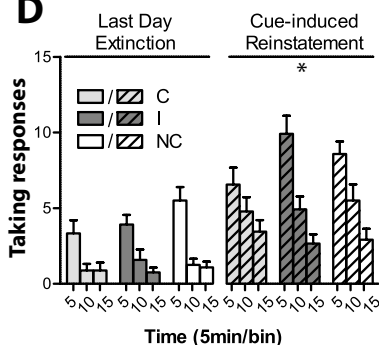 D
Last Day Extinction
Cue-induced Reinstatement
*
Taking responses
15
10
5
0
/ C
/ I
/ NC
5 10 15 5 10 15 5 10 15 5 10 15 5 10 15 5 10 15
Time (5min/bin)